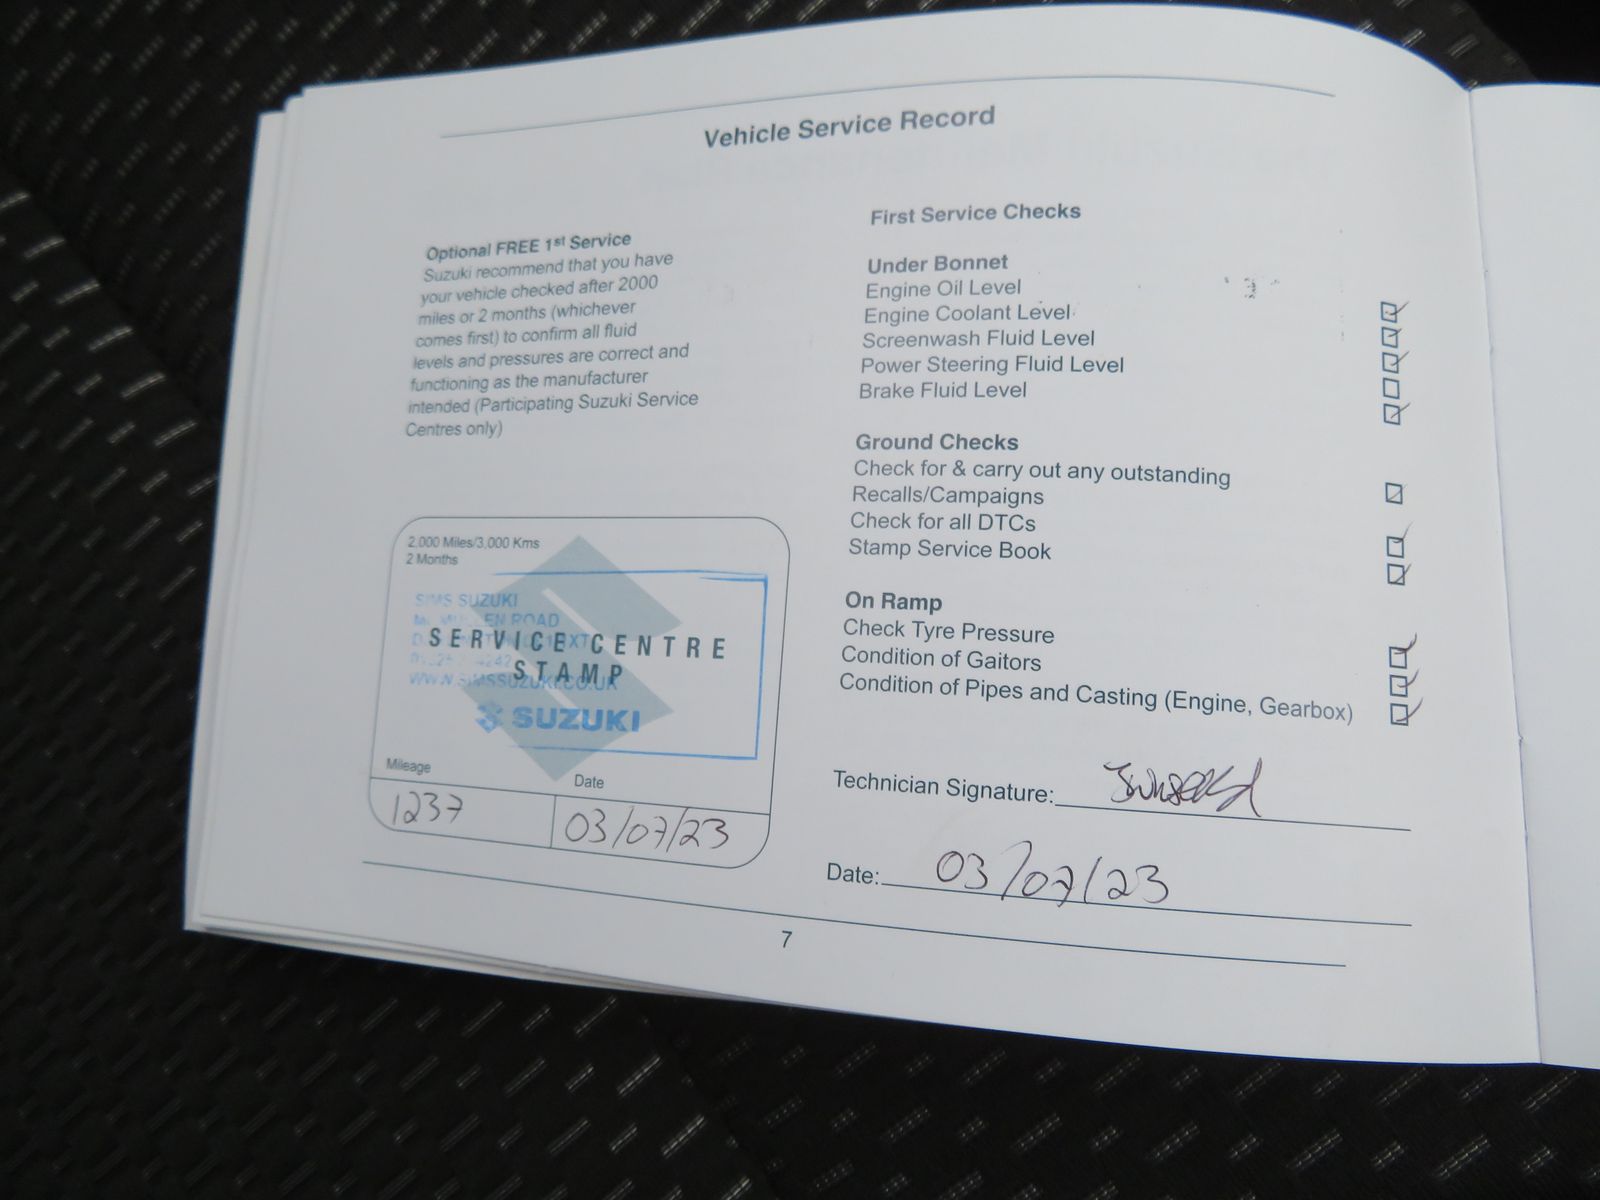 Vehicle Service Record
Optional FREE 1st Service
Suzuki recommend that you have
your vehicle checked after 2000
miles or 2 months (whichever
comes first) to confirm all fluid
levels and pressures are correct and
functioning as the manufacturer
intended (Participating Suzuki Service
Centres only)
2,000 Miles/3,000 Kms
2 Months
SIMS SUZUKI
ROAD
SERVICE CENTRE
STAMP
WWW.SIMSSUZUKI.CO.UK
SUZUKI
Mileage
Date
1237
03/07/23
First Service Checks
Under Bonnet
Engine Oil Level
Engine Coolant Level
Screenwash Fluid Level
Power Steering Fluid Level
Brake Fluid Level
Ground Checks
Check for & carry out any outstanding
Recalls/Campaigns
Check for all DTCs
Stamp Service Book
On Ramp
Check Tyre Pressure
Condition of Gaitors
Condition of Pipes and Casting (Engine, Gearbox)
Technician Signature:
Date: 03/07/23
7